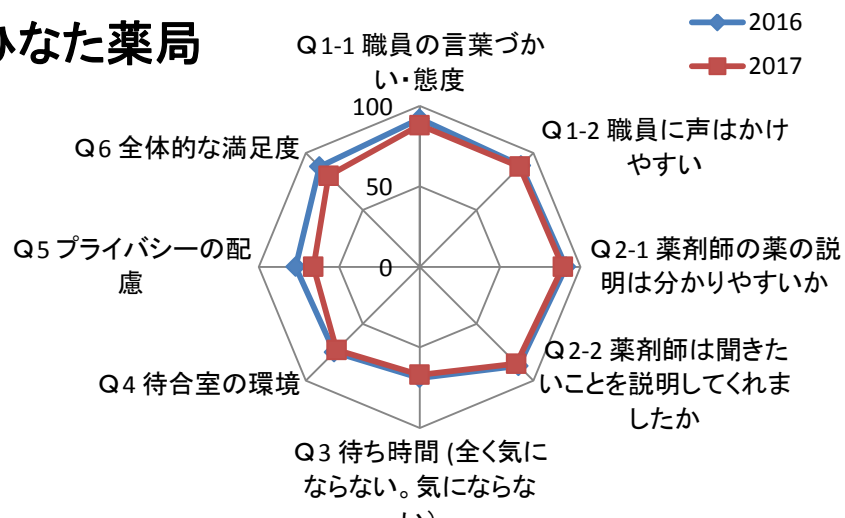 ひなた薬局
2016
2017
Q1-1 職員の言葉づか
い・態度
100
50
0
Q1-2 職員に声はかけ
やすい
Q2-1 薬剤師の薬の説
明は分かりやすいか
Q2-2 薬剤師は聞きた
いことを説明してくれま
したか
Q3 待ち時間 (全く気に
ならない。気にならな
い)
Q4 待合室の環境
Q5 プライバシーの配
慮
Q6 全体的な満足度